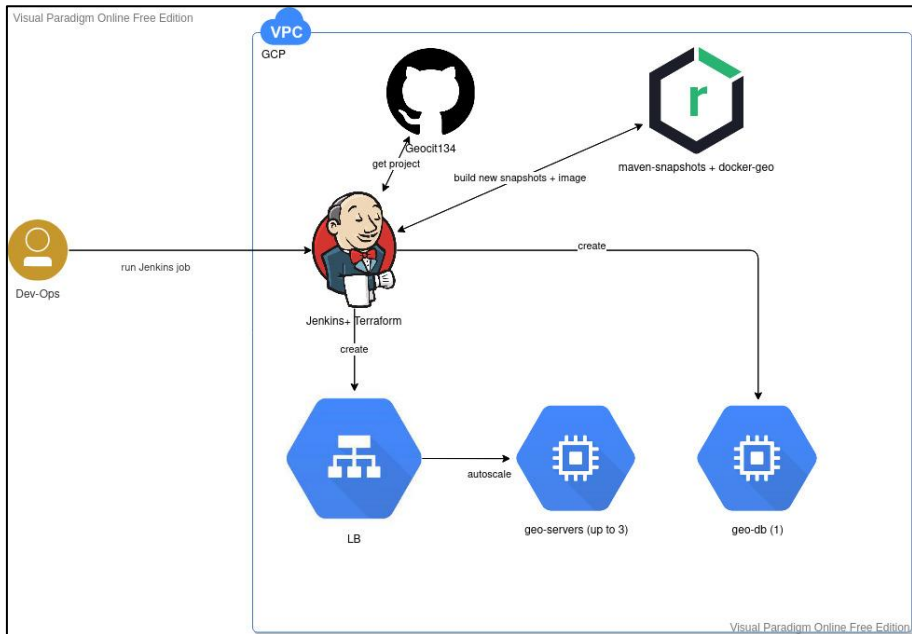 Visual Paradigm Online Free Edition
VPC
GCP
Geocit134
get project
r
maven-snapshots + docker-geo
build new snapshots + image
create
run Jenkins job
Dev-Ops
Jenkins+ Terraform
create
autoscale
LB
geo-servers (up to 3)
geo-db (1)
Visual Paradigm Online Free Edition